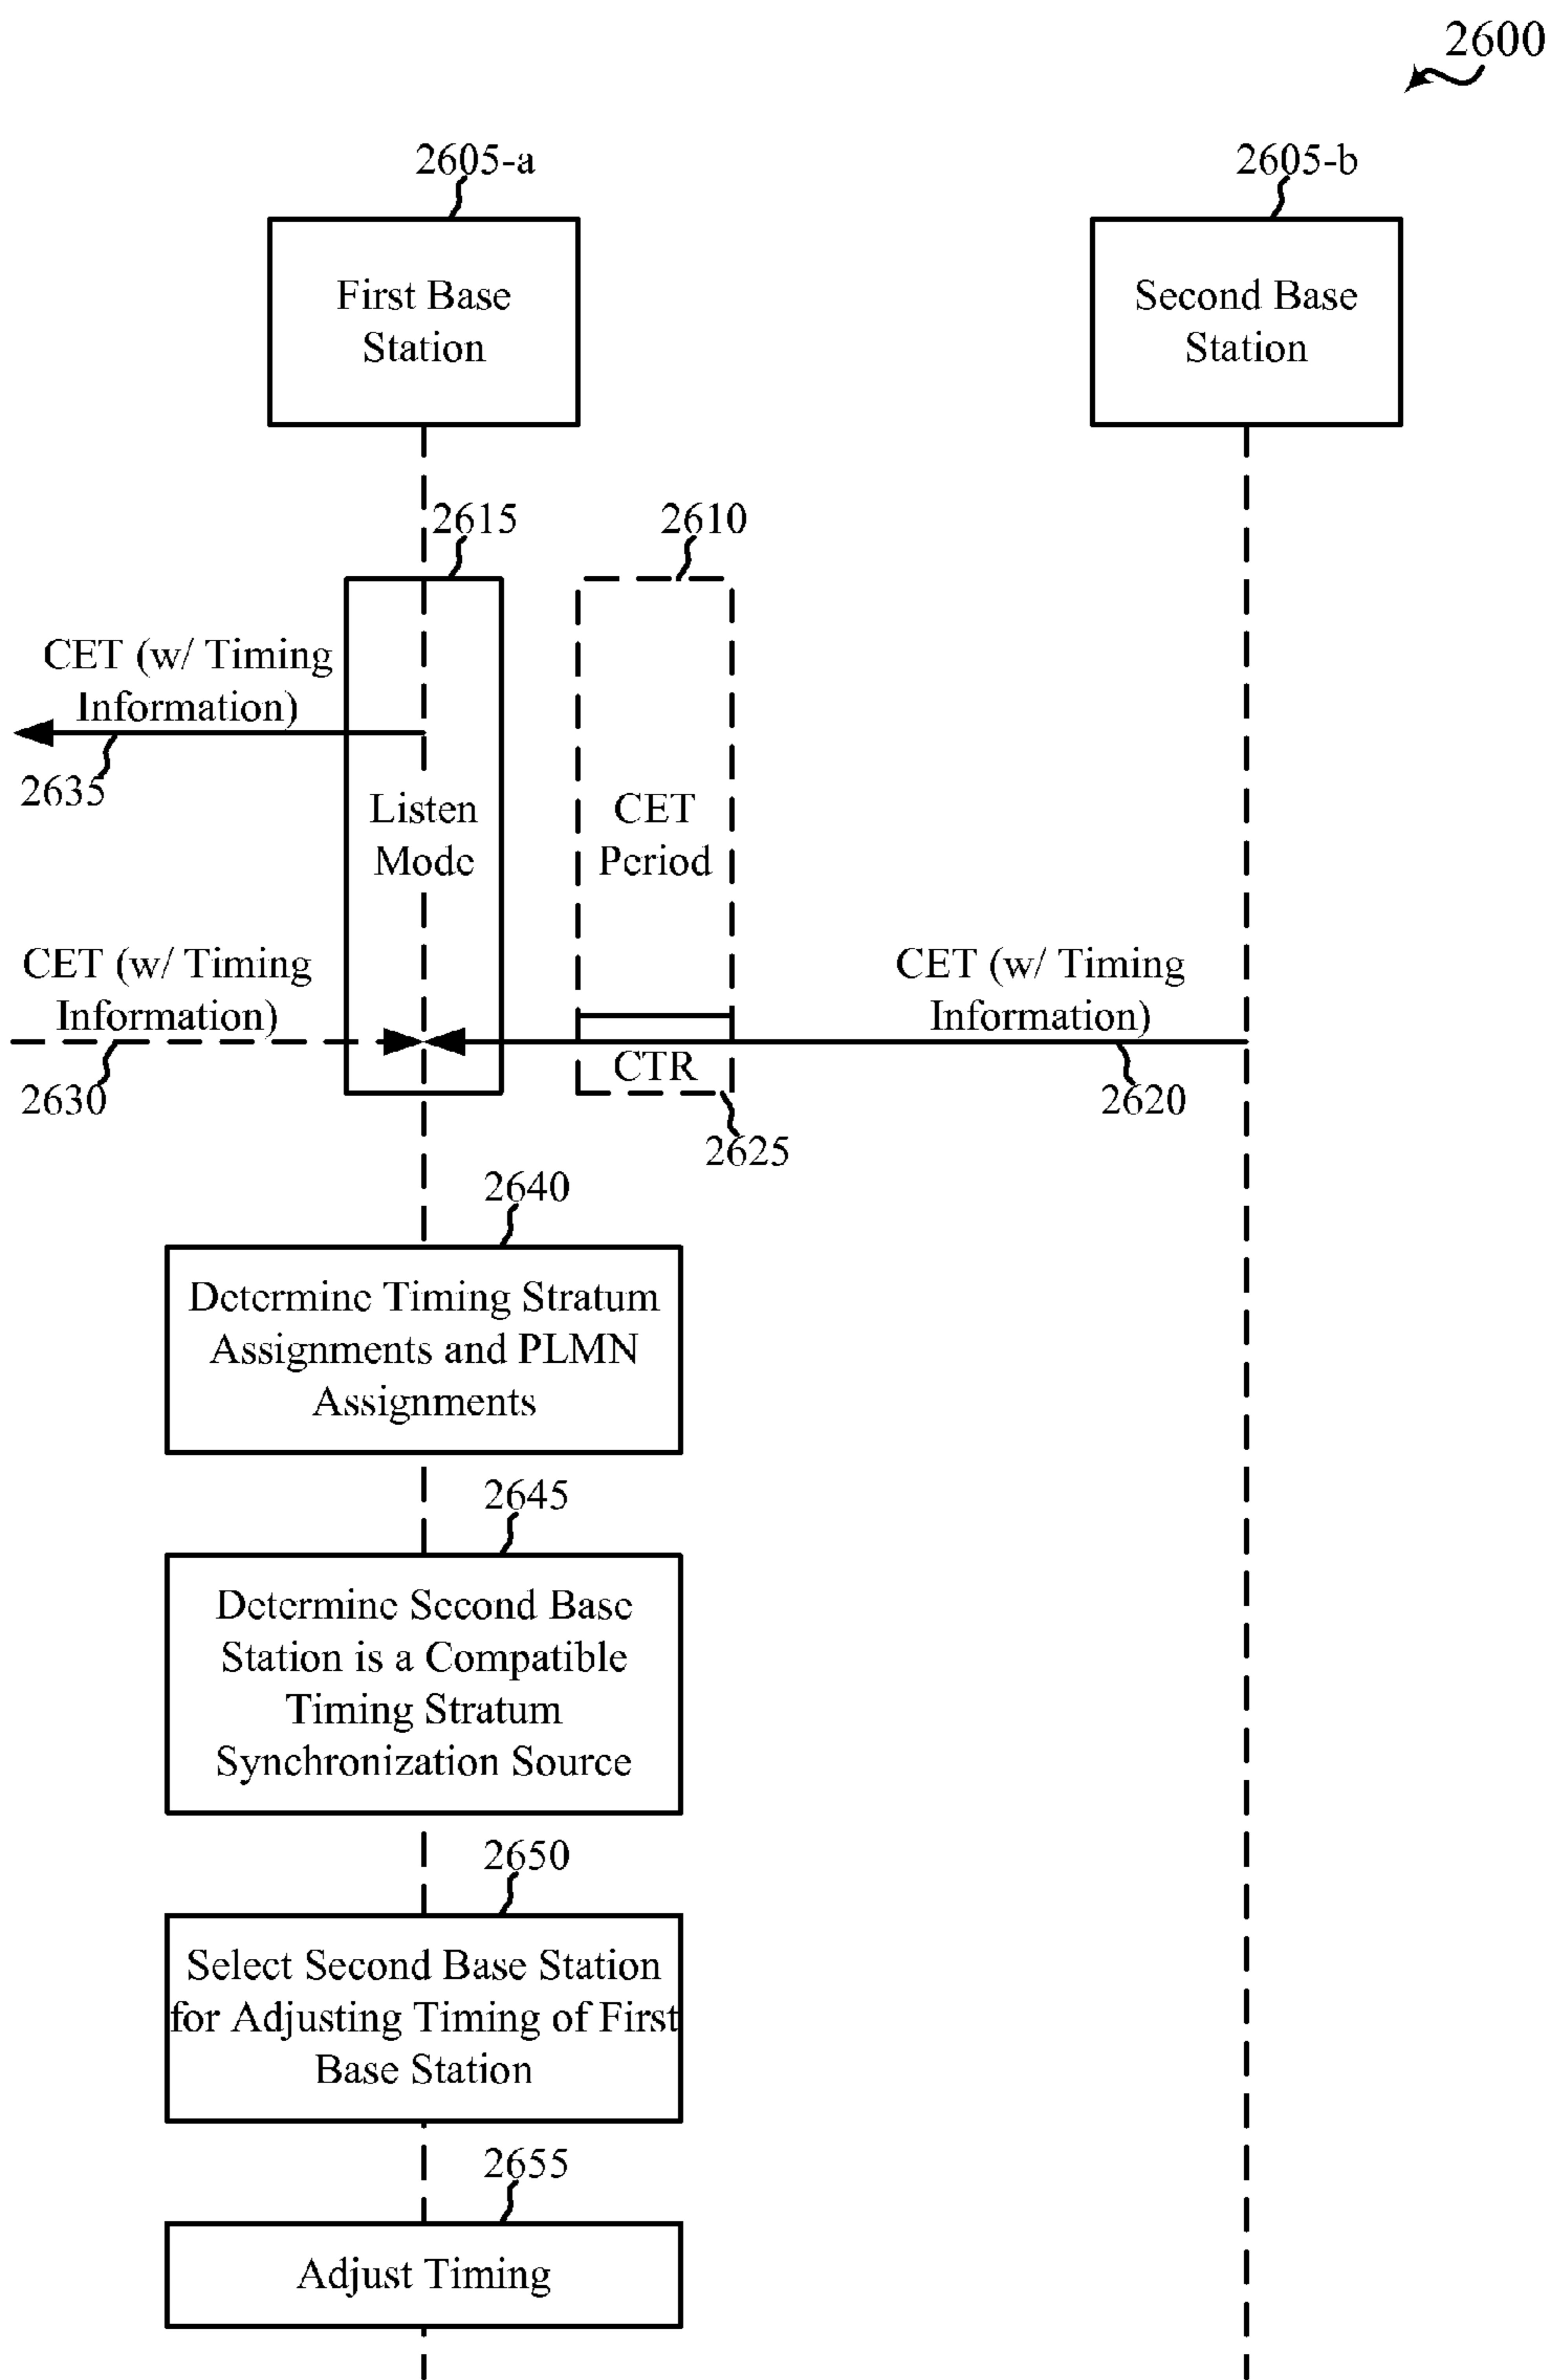 2600
2605-a
2605-b
First Base
Station
Second Base
Station
2615
2610
CET (w/ Timing
Information)
2635
Listen
Mode
CET
Period
CET (w/ Timing
Information)
2630
CET (w/ Timing
Information)
CTR
2620
2625
2640
Determine Timing Stratum
Assignments and PLMN
Assignments
2645
Determine Second Base
Station is a Compatible
Timing Stratum
Synchronization Source
2650
Select Second Base Station
for Adjusting Timing of First
Base Station
2655
Adjust Timing